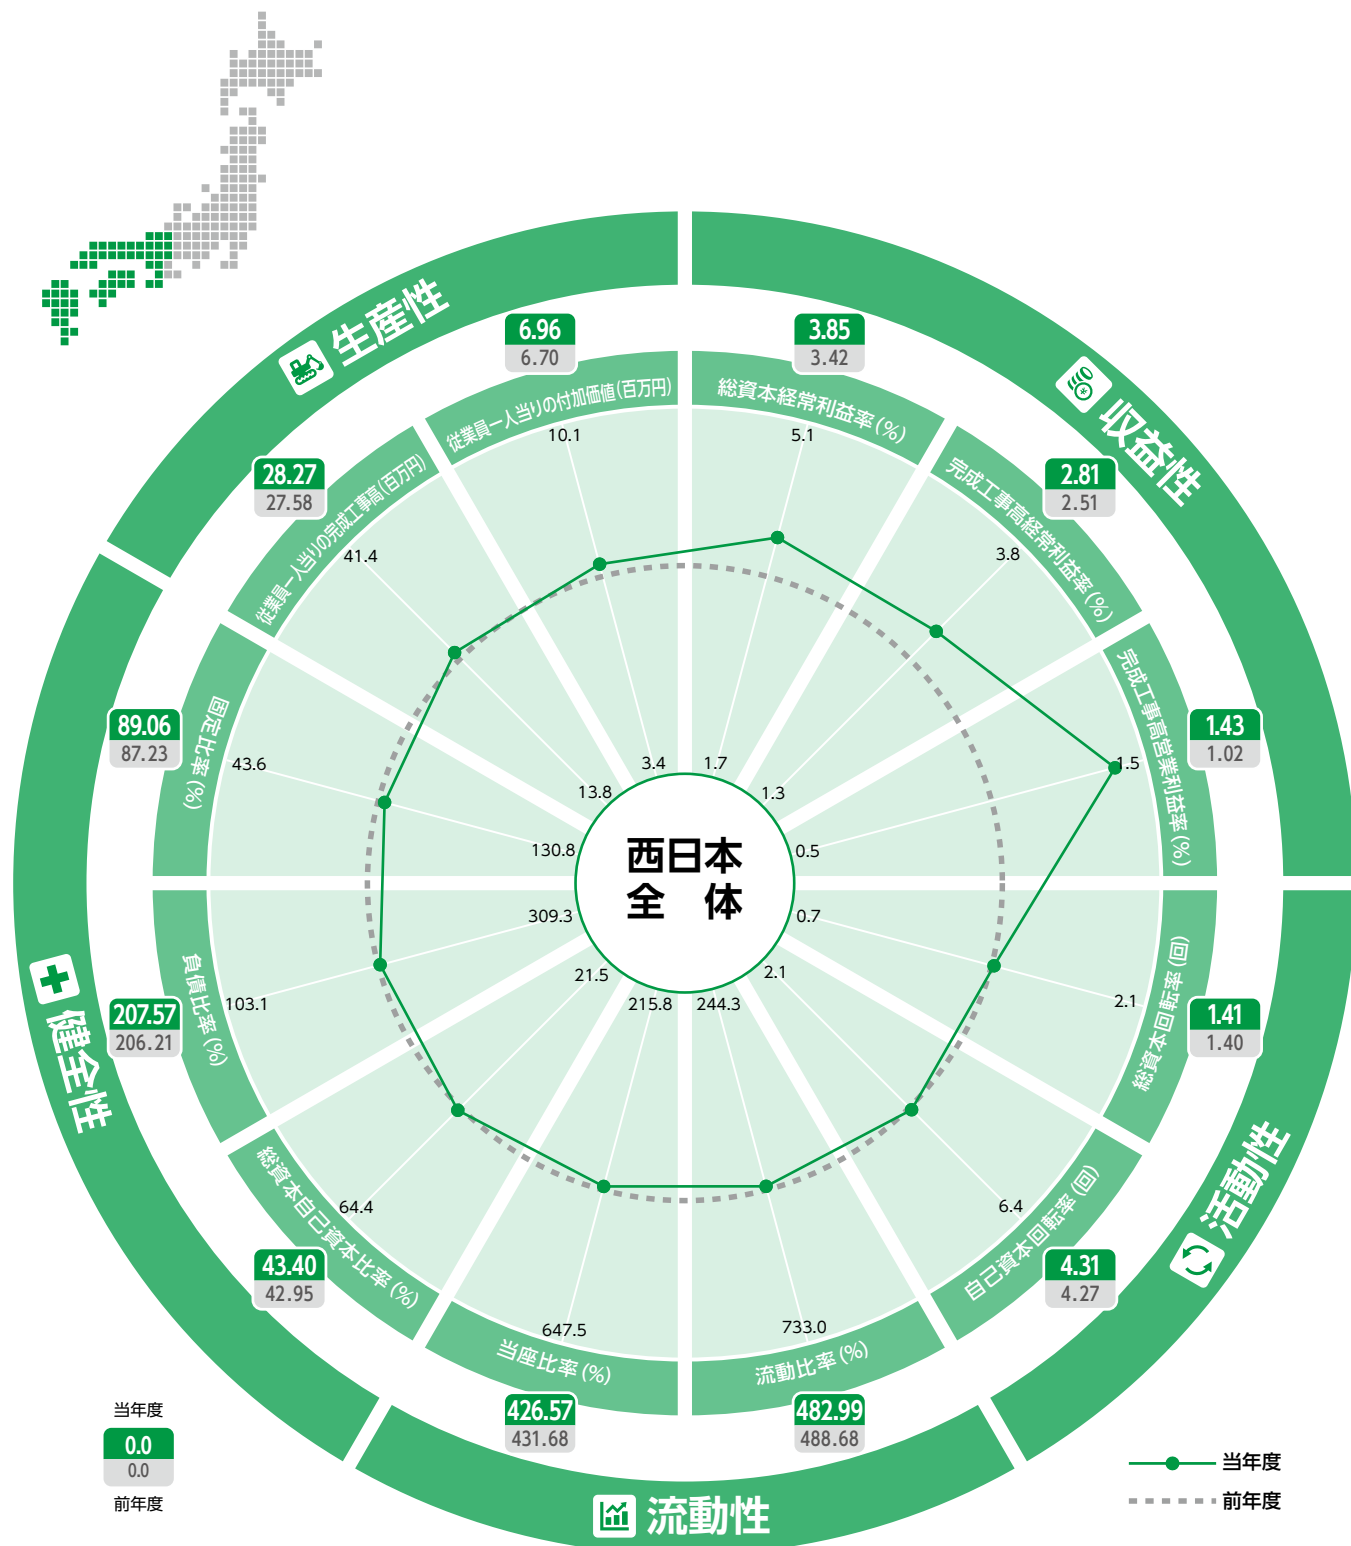 生産性
収益性
6.96
6.70
従業員一人当りの付加価値(百万円)
10.1
3.4
3.85
3.42
総資本経常利益率(%)
5.1
1.7
28.27
27.58
従業員一人当りの完成工事高(百万円)
41.4
13.8
2.81
2.51
完成工事高経常利益率(%)
3.8
1.3
89.06
87.23
固定比率(%)
43.6
130.8
1.43
1.02
完成工事高営業利益率(%)
1.5
0.5
西日本
全 体
健全性
207.57
206.21
負債比率(%)
103.1
309.3
1.41
1.40
総資本回転率(回)
2.1
0.7
活動性
43.40
42.95
総資本自己資本比率(%)
64.4
21.5
4.31
4.27
自己資本回転率(回)
6.4
2.1
426.57
431.68
当座比率(%)
647.5
215.8
482.99
488.68
流動比率(%)
733.0
244.3
流動性
当年度
0.0
0.0
前年度
当年度
前年度